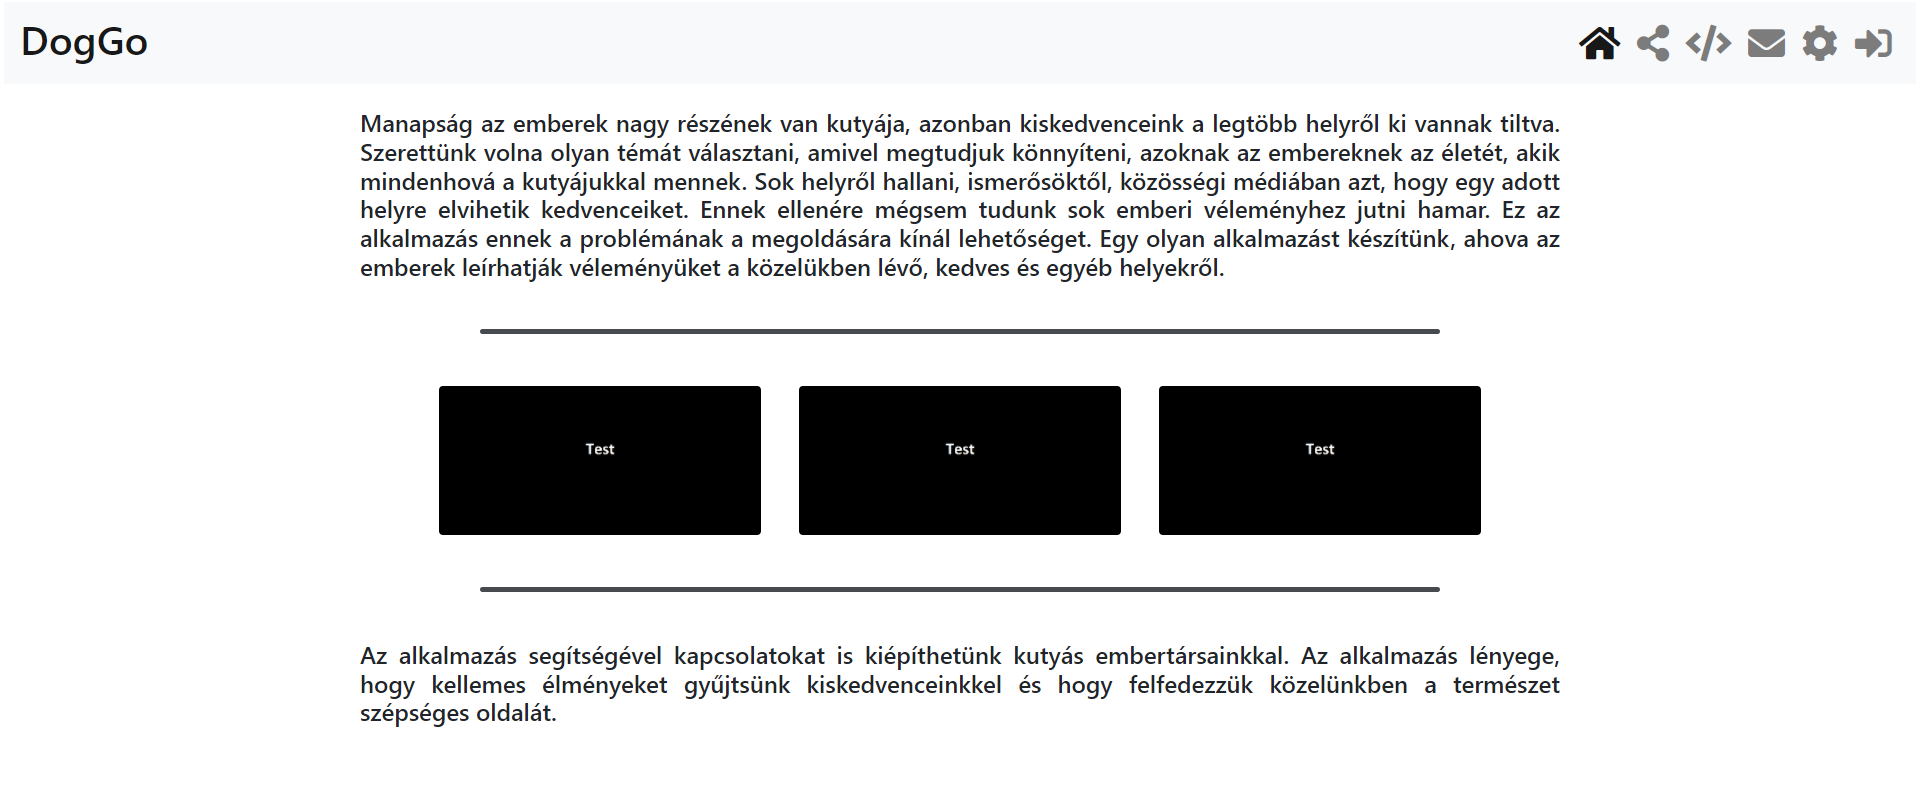 DogGo
Manapság az emberek nagy részének van kutyája, azonban kiskedvenceink a legtöbb helyről ki vannak tiltva.
Szerettünk volna olyan témát választani, amivel megtudjuk könnyíteni, azoknak az embereknek az életét, akik
mindenhová a kutyájukkal mennek. Sok helyről hallani, ismerősöktől, közösségi médiában azt, hogy egy adott
helyre elvihetik kedvenceiket. Ennek ellenére mégsem tudunk sok emberi véleményhez jutni hamar. Ez az
alkalmazás ennek a problémának a megoldására kínál lehetőséget. Egy olyan alkalmazást készítünk, ahova az
emberek leírhatják véleményüket a közelükben lévő, kedves és egyéb helyekről.
Test
Test
Test
Az alkalmazás segítségével kapcsolatokat is kiépíthetünk kutyás embertársainkkal. Az alkalmazás lényege,
hogy kellemes élményeket gyűjtsünk kiskedvenceinkkel és hogy felfedezzük közelünkben a természet
szépséges oldalát.